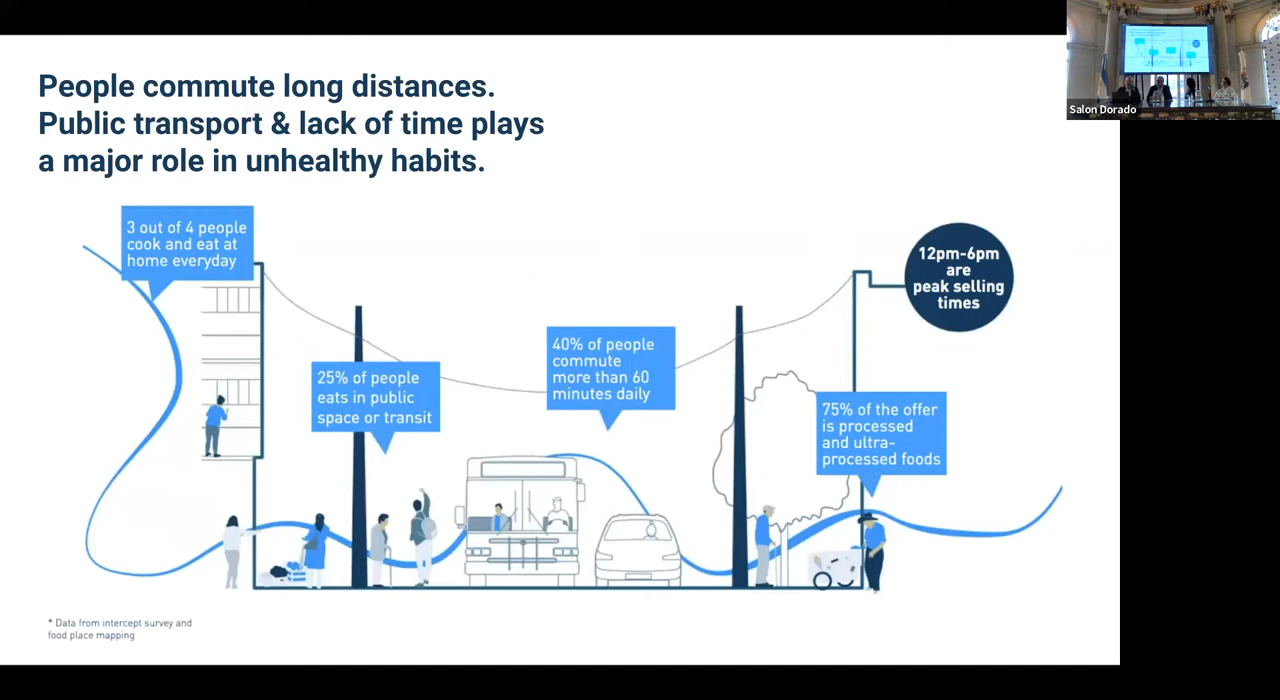 People commute long distances.
Public transport & lack of time plays
a major role in unhealthy habits.
Salon Dorado
3 out of 4 people
cook and eat at
home everyday
12pm-6pm
are
peak selling
times
40% of people
commute
more than 60
minutes daily
25% of people
eats in public
space or transit
75% of the offer
is processed
and ultra-
processed foods
* Data from intercept survey and
food place mapping